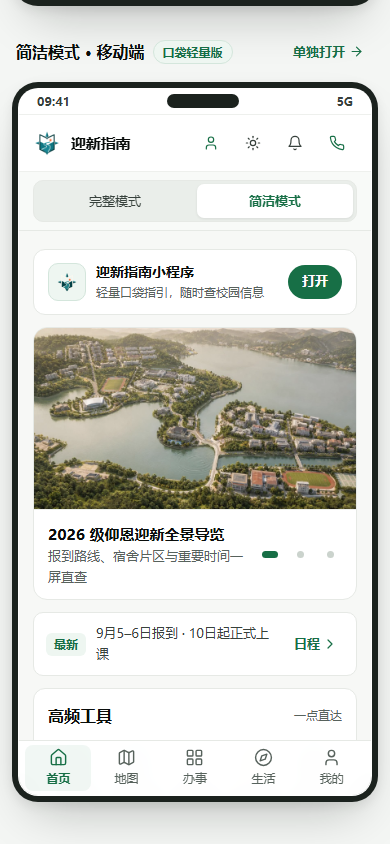 简洁模式 • 移动端
口袋轻量版
单独打开 →
09:41
5G
迎新指南
完整模式
简洁模式
迎新指南小程序
轻量口袋指引，随时查校园信息
打开
2026 级仰恩迎新全景导览
报到路线、宿舍片区与重要时间一
屏直查
最新
9月5–6日报到 · 10日起正式上
课
日程
高频工具
一点直达
首页
地图
办事
生活
我的